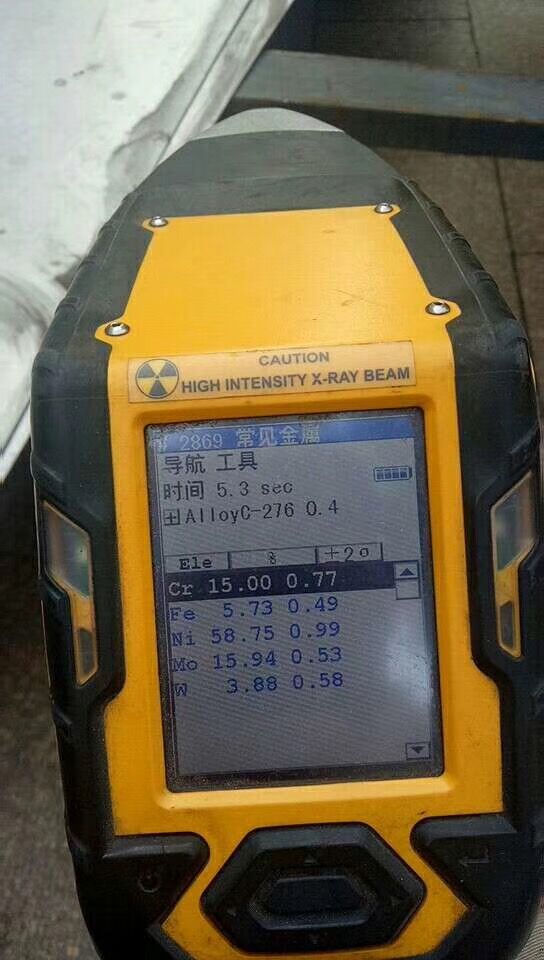 CAUTION
HIGH INTENSITY X-RAY BEAM
2869 常见金属
导航 工具
时间 5.3 sec
AlloyC-276 0.4
Ele % +2σ
Cr 15.00 0.77
Fe 5.73 0.49
Ni 58.75 0.99
Mo 15.94 0.53
W 3.88 0.58